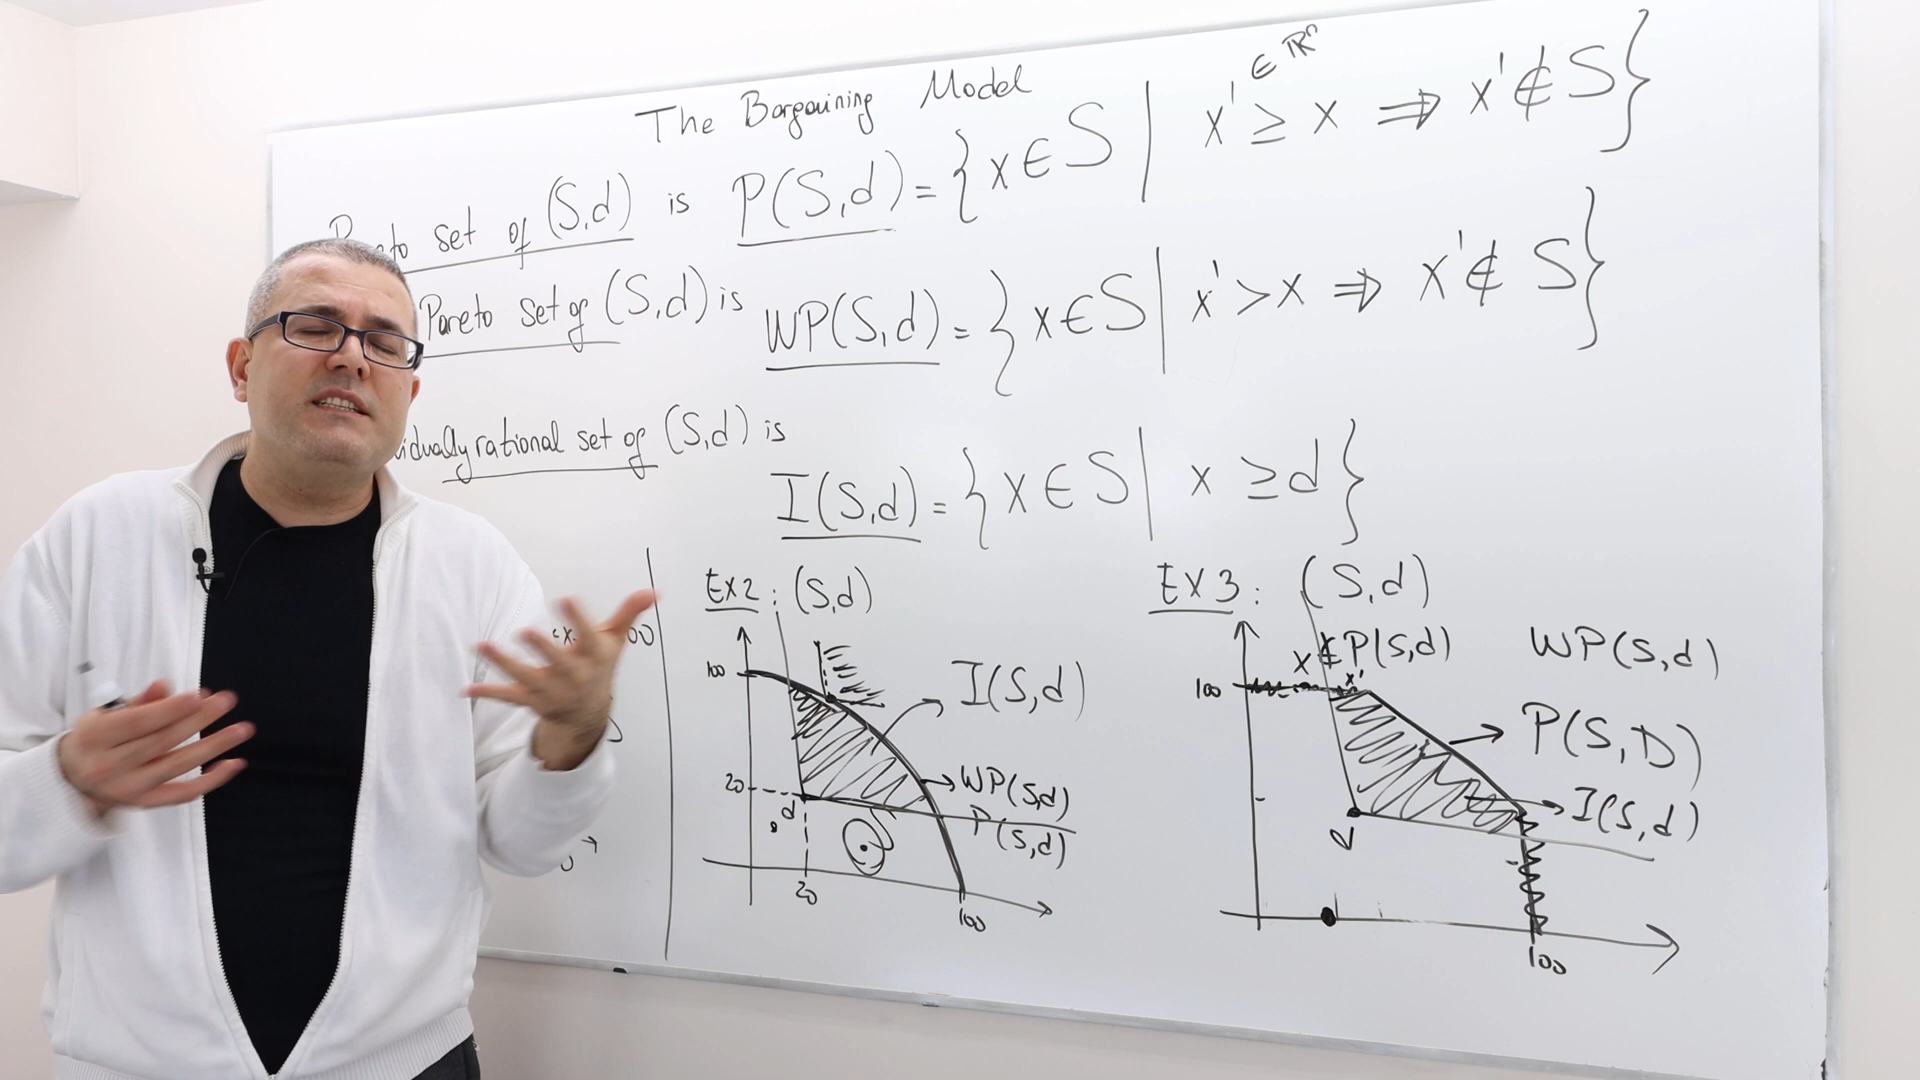 The Bargaining Model
Pareto set of (S,d) is P(S,d) = { x ∈ S | x' ≥ x ⇒ x' ∉ S }
∈ ℝⁿ
Pareto set of (S,d) is WP(S,d) = { x ∈ S | x' > x ⇒ x' ∉ S }
rational set of (S,d) is
I(S,d) = { x ∈ S | x ≥ d }
EX2 : (S,d)
100
I(S,d)
20
d
WP(S,d)
P(S,d)
20
100
EX3 : (S,d)
x ∉ P(S,d)
WP(S,d)
x'
100
P(S,D)
I(S,d)
d
100